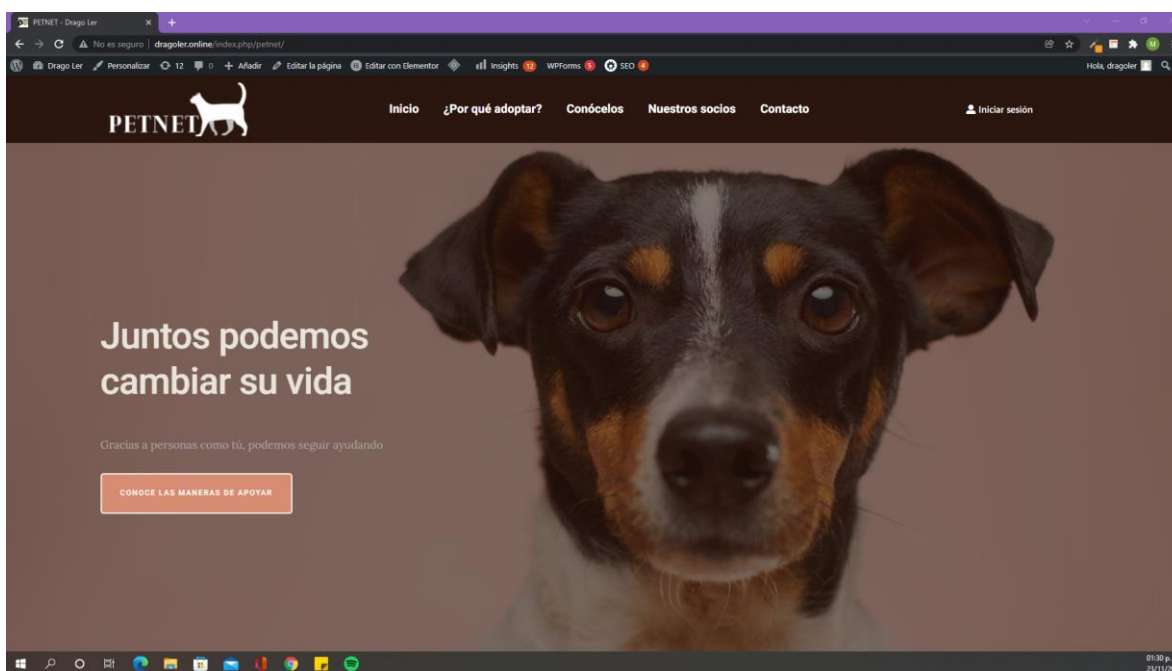 PETNET - Drago Ler
No es seguro | dragoler.online/index.php/petnet/
Drago Ler Personalizar 12 0 Añadir Editar la página Editar con Elementor Insights 12 WPForms 5 SEO 4 Hola, dragoler
PETNET Inicio ¿Por qué adoptar? Conócelos Nuestros socios Contacto Iniciar sesión
Juntos podemos
cambiar su vida
Gracias a personas como tú, podemos seguir ayudando
CONOCE LAS MANERAS DE APOYAR
01:30 p.
23/11/2